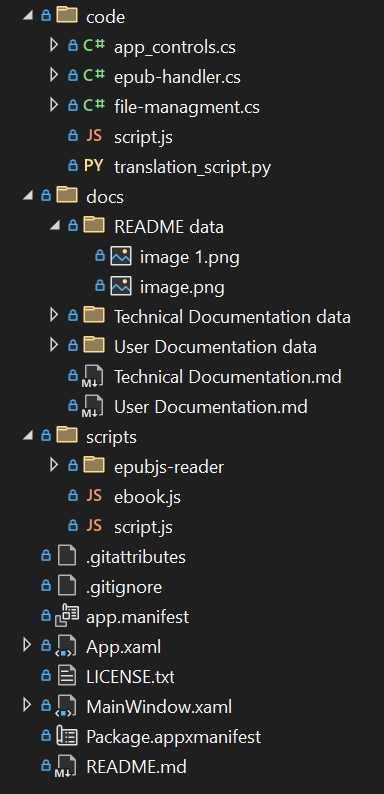 code
C# app_controls.cs
C# epub-handler.cs
C# file-managment.cs
JS script.js
PY translation_script.py
docs
README data
image 1.png
image.png
Technical Documentation data
User Documentation data
M↓ Technical Documentation.md
M↓ User Documentation.md
scripts
epubjs-reader
JS ebook.js
JS script.js
.gitattributes
.gitignore
app.manifest
App.xaml
LICENSE.txt
MainWindow.xaml
Package.appxmanifest
M↓ README.md